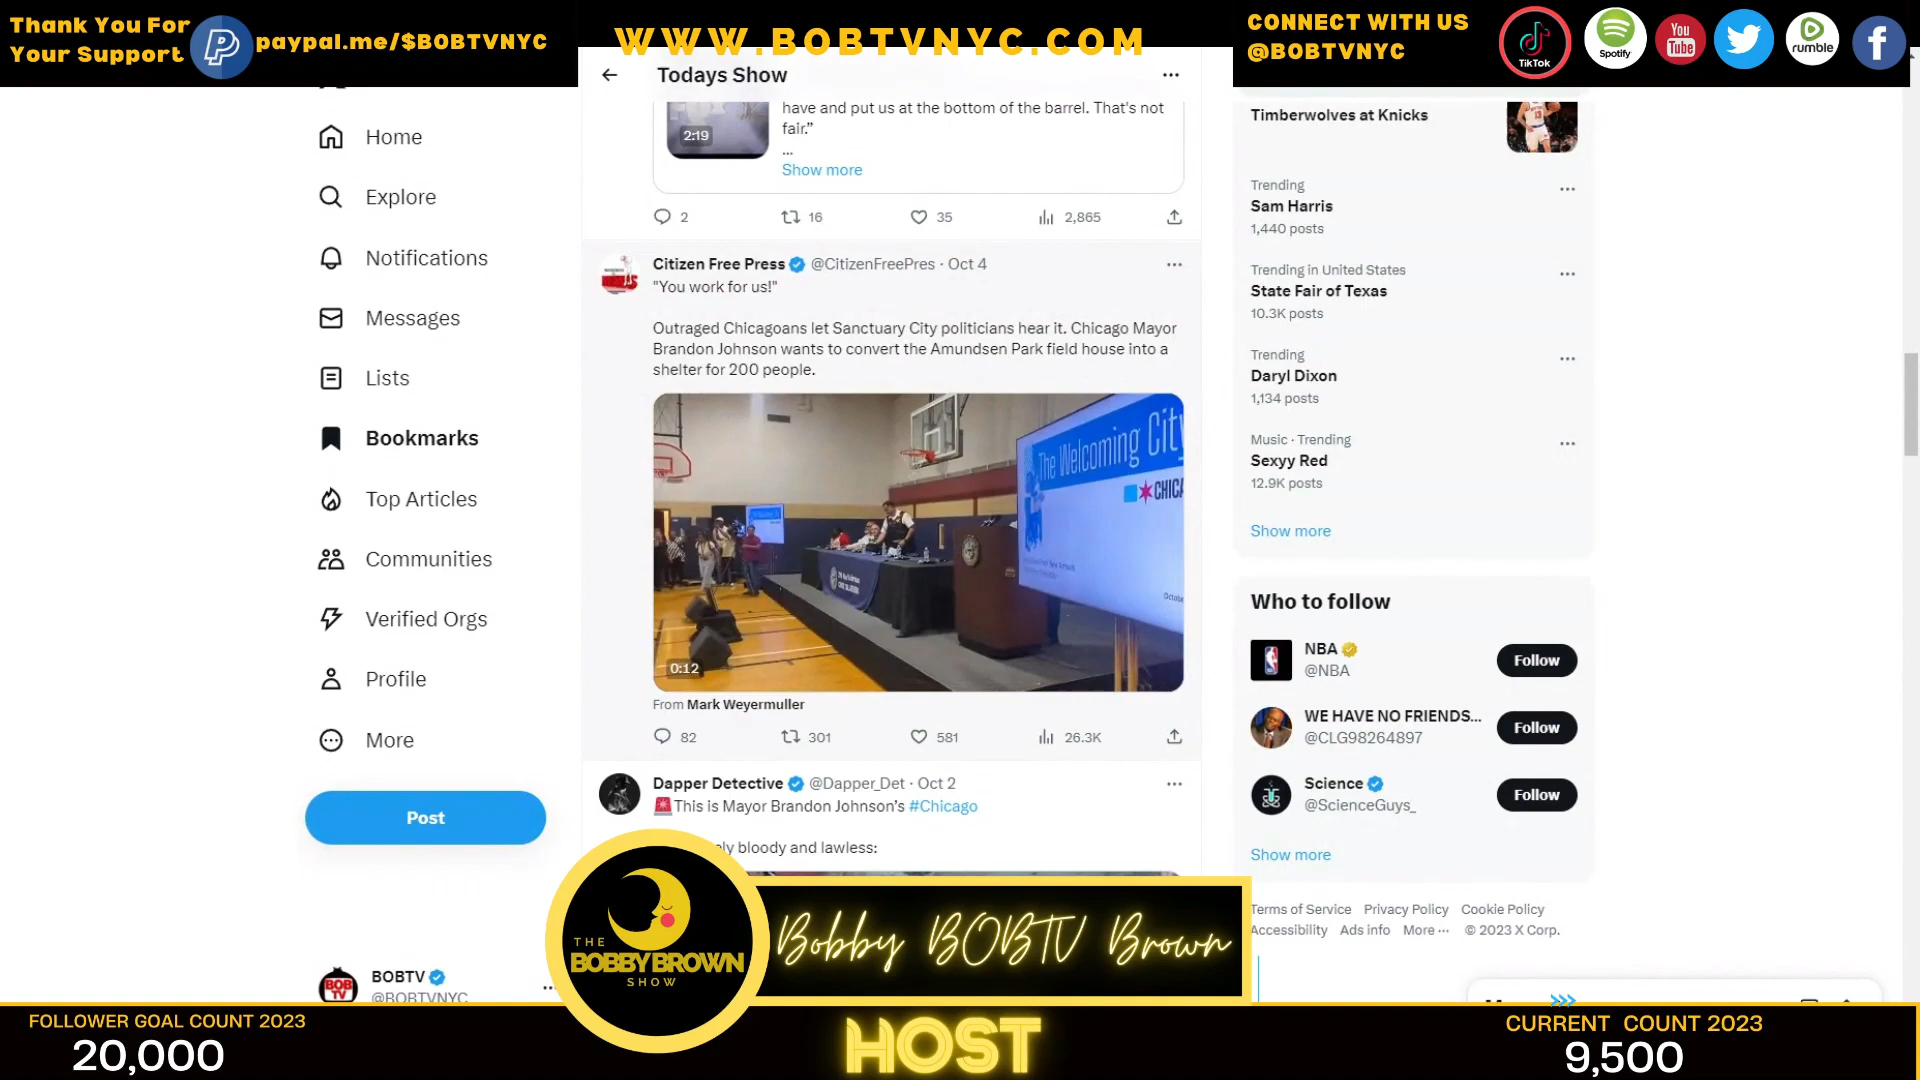 Thank You For
Your Support
paypal.me/$BOBTVNYC
WWW.BOBTVNYC.COM
CONNECT WITH US
@BOBTVNYC
TikTok
Spotify
You
Tube
rumble
Home
Explore
Notifications
Messages
Lists
Bookmarks
Top Articles
Communities
Verified Orgs
Profile
More
Post
BOBTV
@BOBTVNYC
BOB
TV
Todays Show
have and put us at the bottom of the barrel. That's not
fair.”
...
2:19
Show more
2 16 35 2,865
Citizen Free Press @CitizenFreePres · Oct 4
"You work for us!"
Outraged Chicagoans let Sanctuary City politicians hear it. Chicago Mayor
Brandon Johnson wants to convert the Amundsen Park field house into a
shelter for 200 people.
The Welcoming City
CHICA
October
0:12
From Mark Weyermuller
82 301 581 26.3K
Dapper Detective @Dapper_Det · Oct 2
This is Mayor Brandon Johnson’s #Chicago
ly bloody and lawless:
Timberwolves at Knicks
Trending
Sam Harris
1,440 posts
Trending in United States
State Fair of Texas
10.3K posts
Trending
Daryl Dixon
1,134 posts
Music · Trending
Sexyy Red
12.9K posts
Show more
Who to follow
NBA
@NBA
Follow
WE HAVE NO FRIENDS...
@CLG98264897
Follow
Science
@ScienceGuys_
Follow
Show more
Terms of Service Privacy Policy Cookie Policy
Accessibility Ads info More ··· © 2023 X Corp.
THE
BOBBY BROWN
SHOW
Bobby BOBTV Brown
HOST
FOLLOWER GOAL COUNT 2023
20,000
CURRENT COUNT 2023
9,500